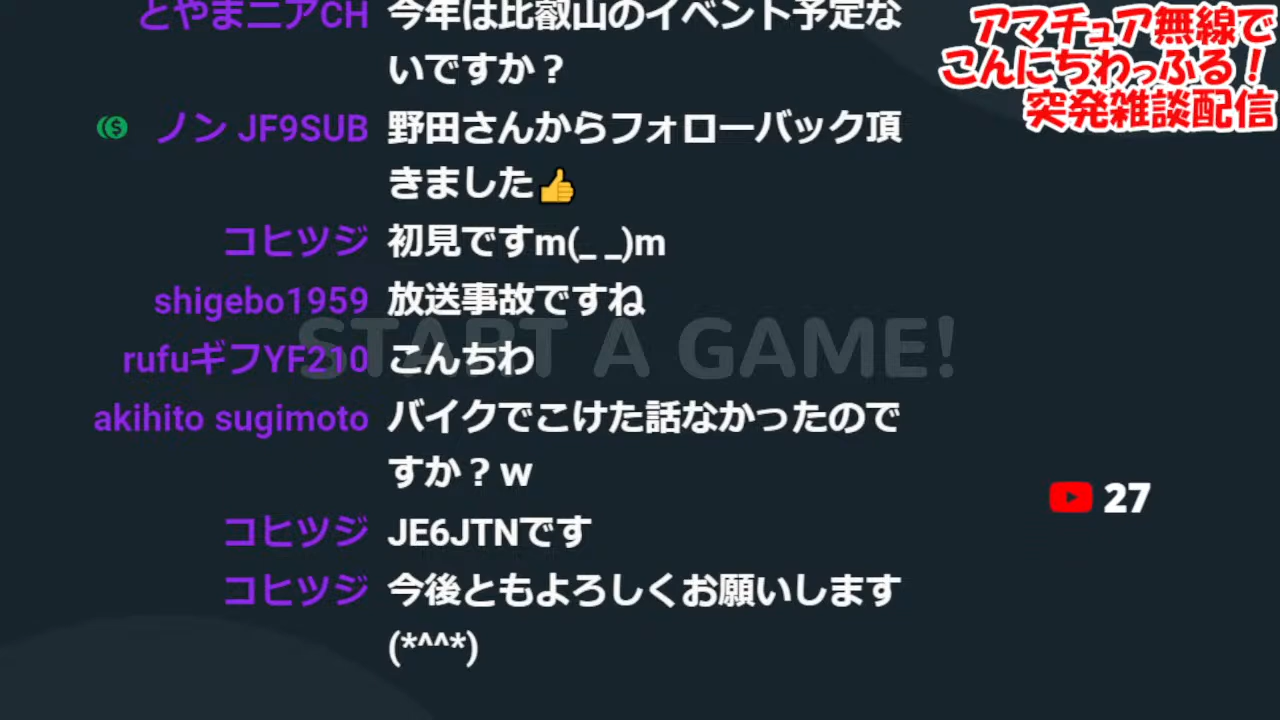 とやまニアCH 今年は比叡山のイベント予定な
いですか？
ノン JF9SUB 野田さんからフォローバック頂
きました👍
コヒツジ 初見ですm(_ _)m
shigebo1959 放送事故ですね
START A GAME!
rufuギフYF210 こんちわ
akihito sugimoto バイクでこけた話なかったので
すか？w
コヒツジ JE6JTNです
コヒツジ 今後ともよろしくお願いします
(*^^*)
アマチュア無線で
こんにちわっふる！
突発雑談配信
27